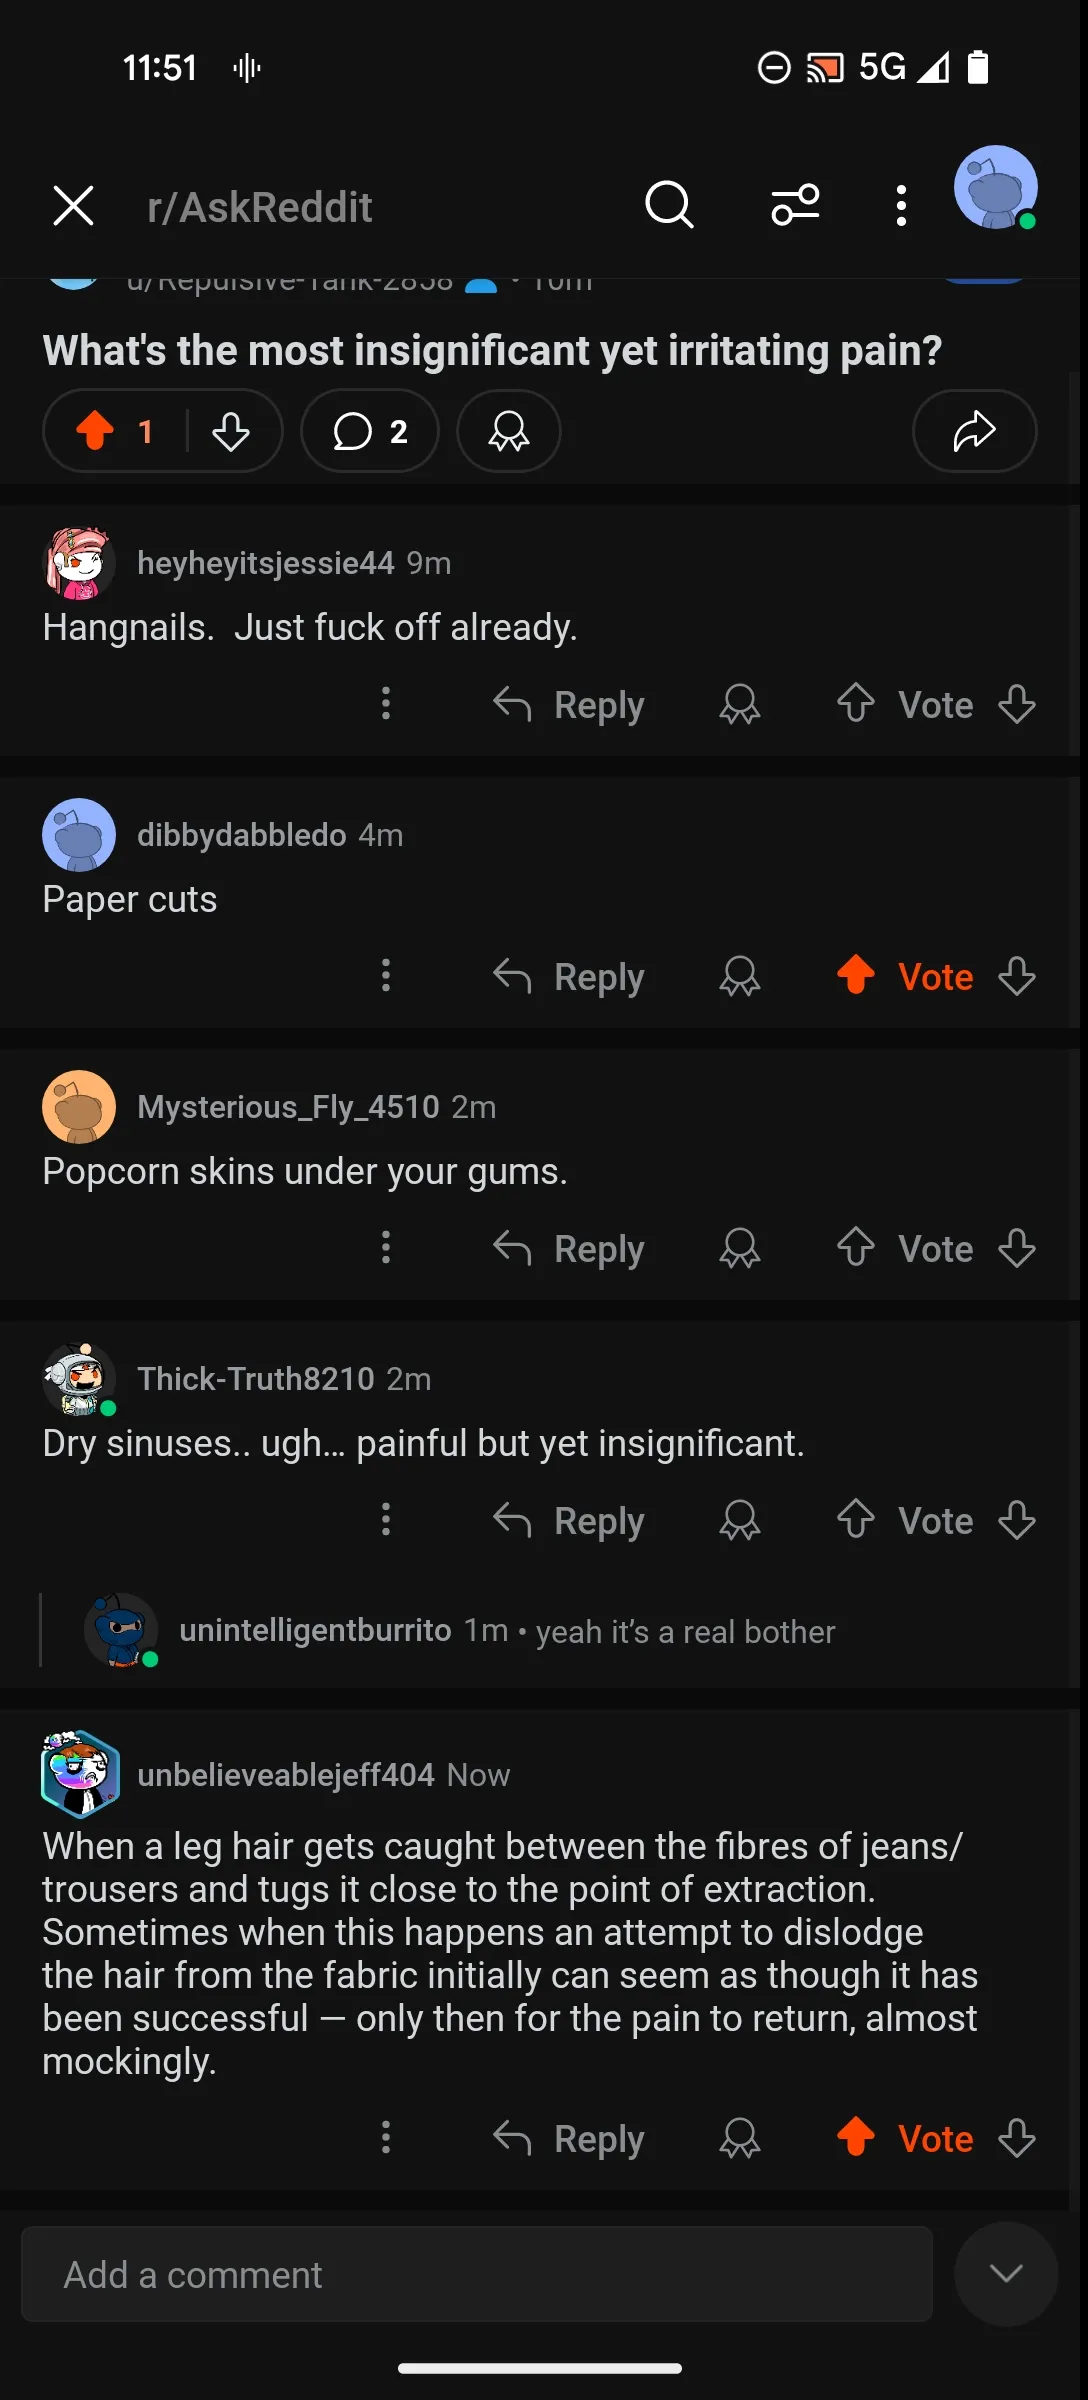 11:51
5G
r/AskReddit
u/Repulsive-Tank-2858 • 10m
What's the most insignificant yet irritating pain?
1
2
heyheyitsjessie44 9m
Hangnails.  Just fuck off already.
Reply Vote
dibbydabbledo 4m
Paper cuts
Reply Vote
Mysterious_Fly_4510 2m
Popcorn skins under your gums.
Reply Vote
Thick-Truth8210 2m
Dry sinuses.. ugh... painful but yet insignificant.
Reply Vote
unintelligentburrito 1m • yeah it’s a real bother
unbelieveablejeff404 Now
When a leg hair gets caught between the fibres of jeans/
trousers and tugs it close to the point of extraction.
Sometimes when this happens an attempt to dislodge
the hair from the fabric initially can seem as though it has
been successful — only then for the pain to return, almost
mockingly.
Reply Vote
Add a comment